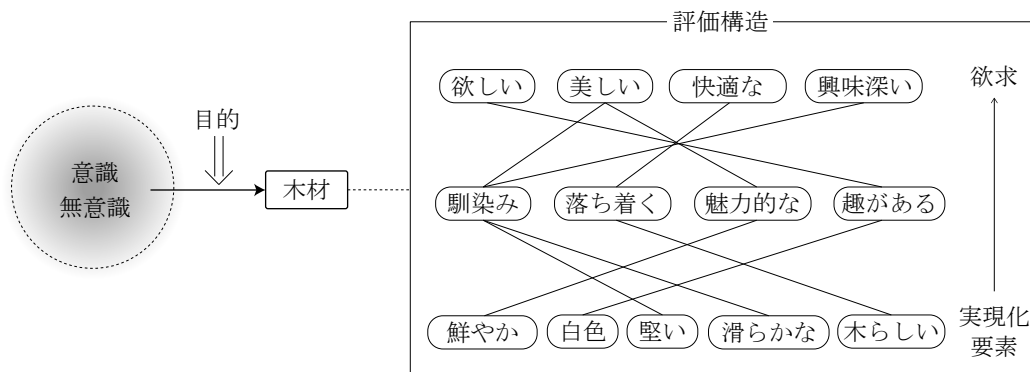 評価構造
欲しい 美しい 快適な 興味深い 欲求
目的
意識
無意識
木材
馴染み 落ち着く 魅力的な 趣がある
鮮やか 白色 堅い 滑らかな 木らしい
実現化
要素